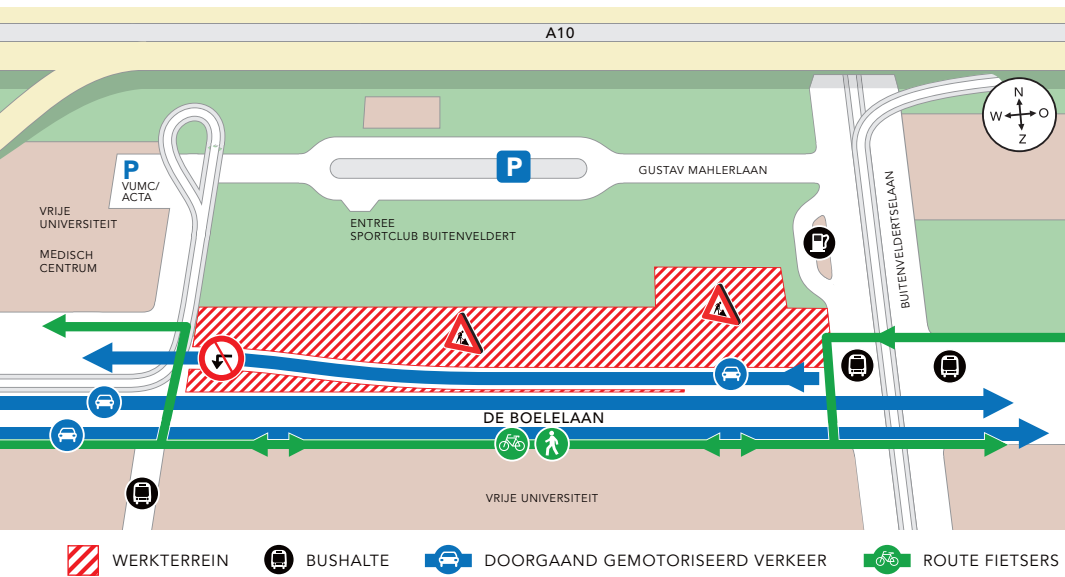 A10
N
W O
Z
P
VUMC/
ACTA
P
GUSTAV MAHLERLAAN
VRIJE
UNIVERSITEIT
MEDISCH
CENTRUM
ENTREE
SPORTCLUB BUITENVELDERT
BUITENVELDERTSELAAN
DE BOELELAAN
VRIJE UNIVERSITEIT
WERKTERREIN
BUSHALTE
DOORGAAND GEMOTORISEERD VERKEER
ROUTE FIETSERS